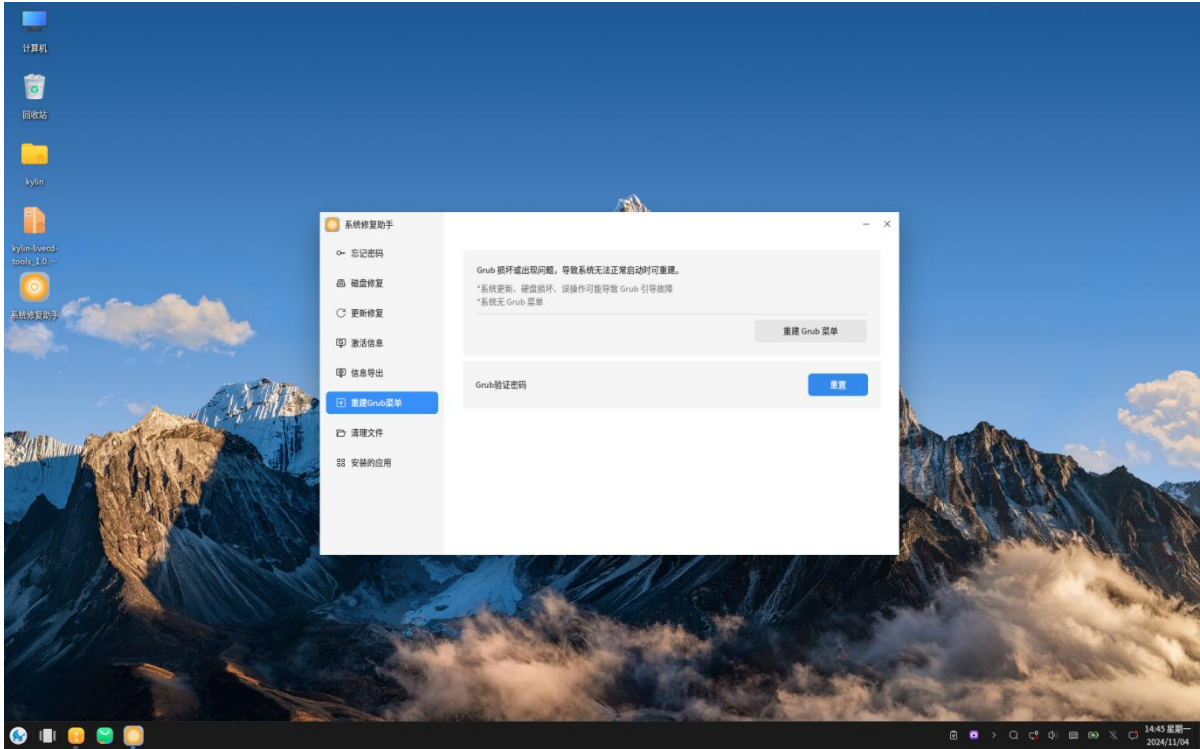 计算机
回收站
kylin
kylin-livecd-
tools_1.0.···
系统修复助手
系统修复助手
忘记密码
磁盘修复
更新修复
激活信息
信息导出
重建Grub菜单
清理文件
安装的应用
Grub 损坏或出现问题，导致系统无法正常启动时可重建。
*系统更新、硬盘损坏、误操作可能导致 Grub 引导故障
*系统无 Grub 菜单
重建 Grub 菜单
Grub验证密码
重置
14:45 星期一
2024/11/04